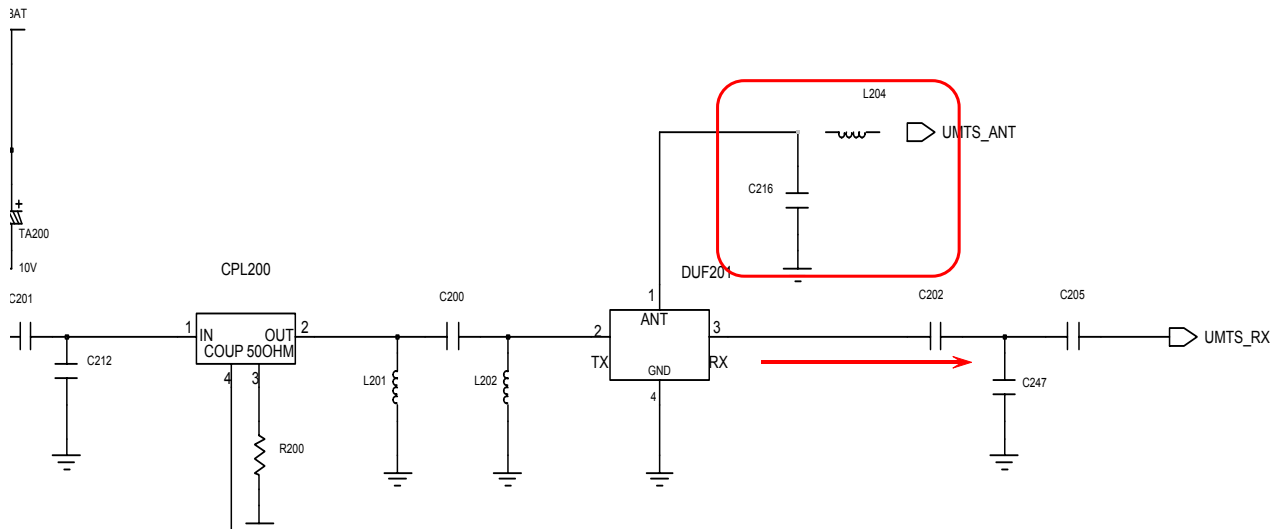 BAT
L204
UMTS_ANT
C216
+
TA200
10V
CPL200
DUF201
C201
C200
1
C202
C205
1
IN
OUT
2
2
ANT
3
UMTS_RX
C212
COUP
50OHM
TX
RX
GND
4
3
L201
L202
4
C247
R200